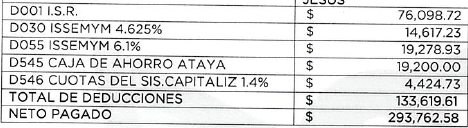 JESUS
D001 I.S.R. $ 76,098.72
D030 ISSEMYM 4.625% $ 14,617.23
D055 ISSEMYM 6.1% $ 19,278.93
D545 CAJA DE AHORRO ATAYA $ 19,200.00
D546 CUOTAS DEL SIS.CAPITALIZ 1.4% $ 4,424.73
TOTAL DE DEDUCCIONES $ 133,619.61
NETO PAGADO $ 293,762.58